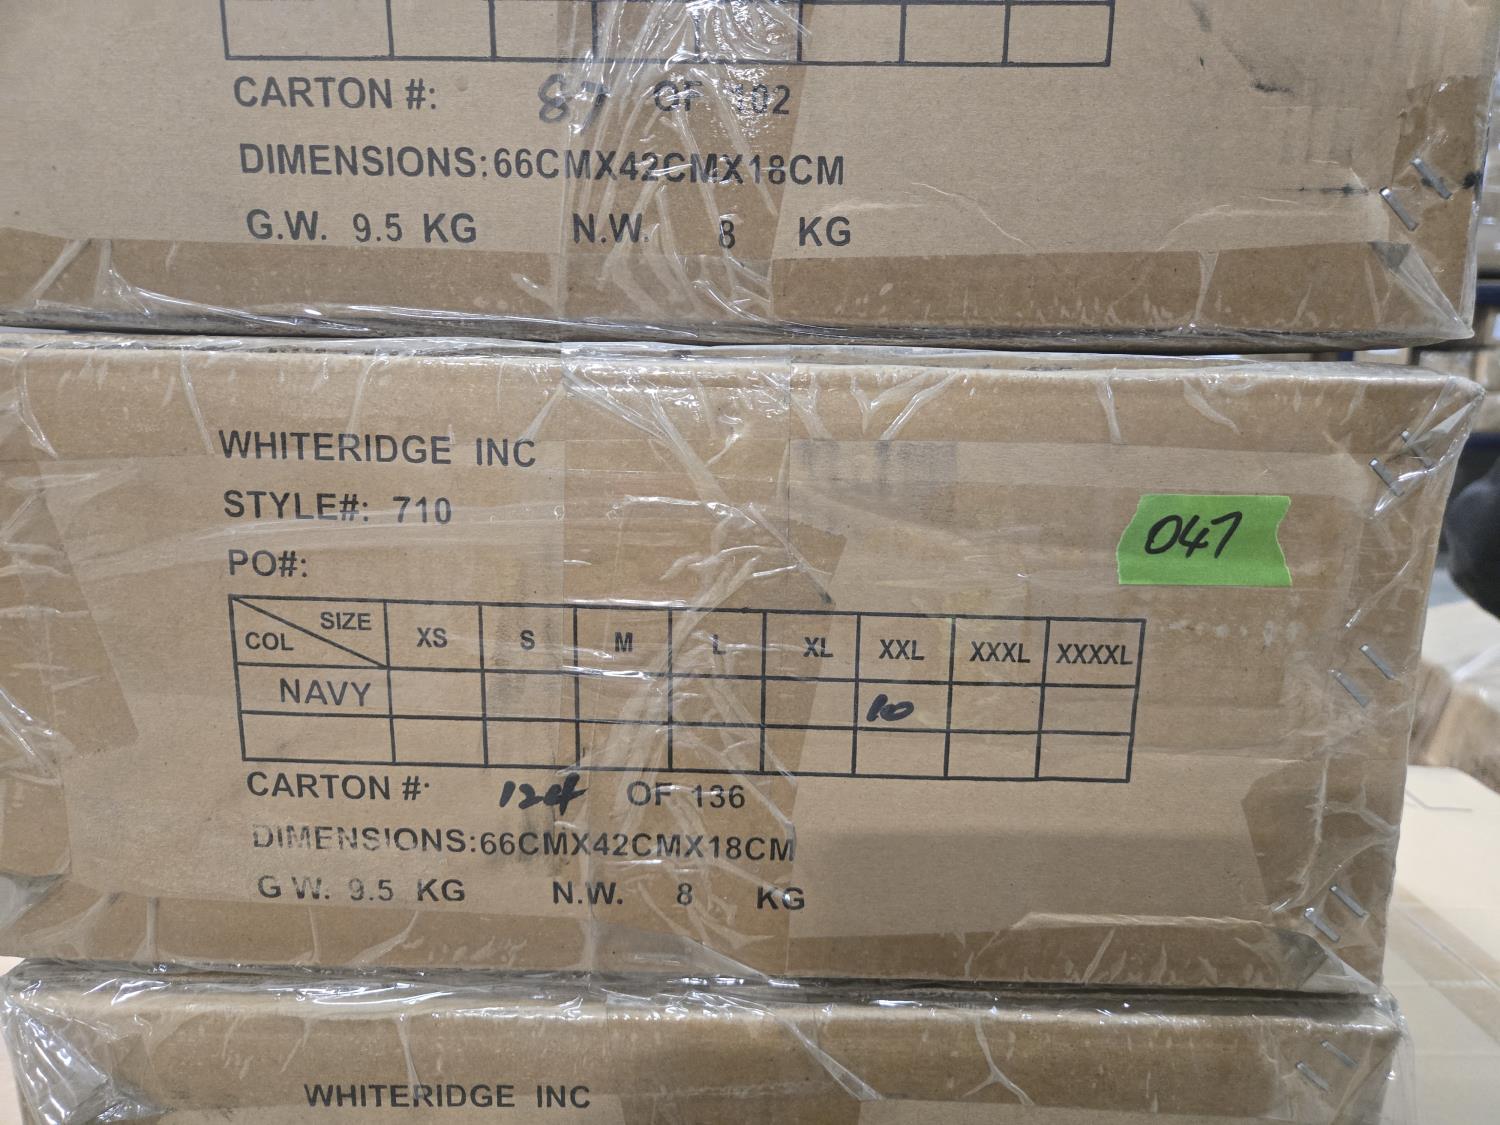 CARTON #: 87 OF 102
DIMENSIONS:66CMX42CMX18CM
G.W. 9.5 KG N.W. 8 KG
WHITERIDGE INC
STYLE#: 710
PO#:
047
SIZE
COL XS S M L XL XXL XXXL XXXXL
NAVY 10
CARTON #: 124 OF 136
DIMENSIONS:66CMX42CMX18CM
G.W. 9.5 KG N.W. 8 KG
WHITERIDGE INC